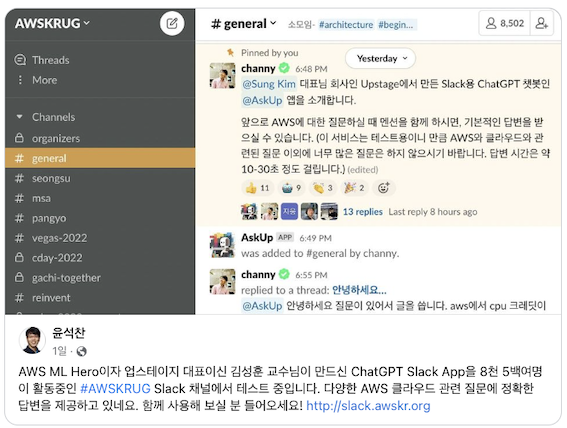 AWSKRUG
Threads
More
Channels
organizers
# general
# seongsu
# msa
# pangyo
# vegas-2022
cday-2022
gachi-together
# reinvent
# general
소모임- #architecture #begin...
8,502
Pinned by you
Yesterday
channy 6:48 PM
@Sung Kim 대표님 회사인 Upstage에서 만든 Slack용 ChatGPT 챗봇인
@AskUp 앱을 소개합니다.
앞으로 AWS에 대한 질문하실 때 멘션을 함께 하시면, 기본적인 답변을 받
으실 수 있습니다. (이 서비스는 테스트용이니 만큼 AWS와 클라우드와 관
련된 질문 이외에 너무 많은 질문은 하지 않으시기 바랍니다. 답변 시간은 약
10-30초 정도 걸립니다.) (edited)
11 9 3 2
지용
13 replies Last reply 8 hours ago
AskUp APP 6:49 PM
was added to #general by channy.
channy 6:55 PM
replied to a thread: 안녕하세요...
@AskUp 안녕하세요 질문이 있어서 글을 씁니다. aws에서 cpu 크레딧이
윤석찬
1일 ·
AWS ML Hero이자 업스테이지 대표이신 김성훈 교수님이 만드신 ChatGPT Slack App을 8천 5백여명
이 활동중인 #AWSKRUG Slack 채널에서 테스트 중입니다. 다양한 AWS 클라우드 관련 질문에 정확한
답변을 제공하고 있네요. 함께 사용해 보실 분 들어오세요! http://slack.awskr.org